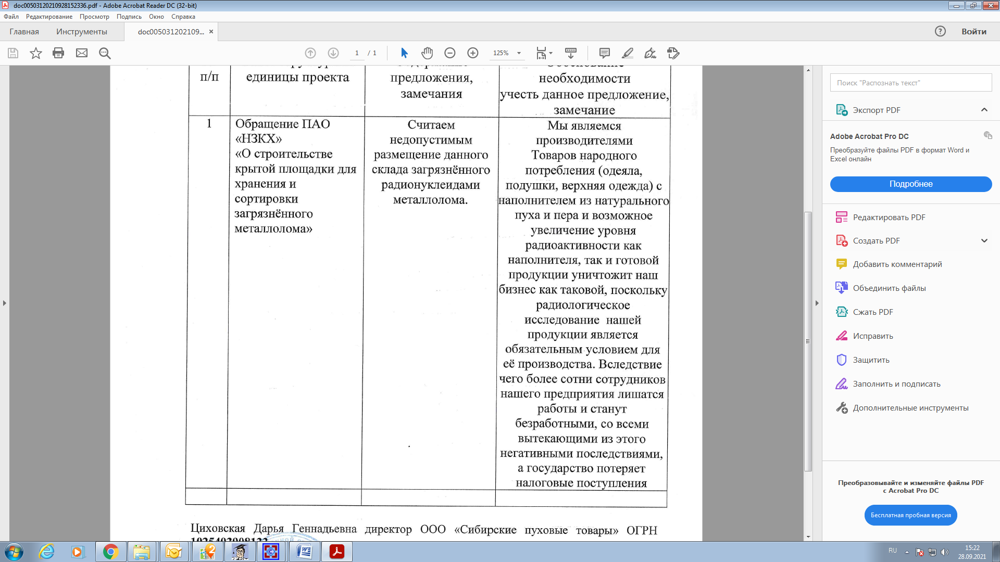 doc00503120210928152336.pdf - Adobe Acrobat Reader DC (32-bit)
Файл Редактирование Просмотр Подпись Окно Справка
Главная Инструменты doc005031202109... × Войти
1 / 1 125%
п/п
единицы проекта
предложения,
замечания
Обоснование
необходимости
учесть данное предложение,
замечание
1
Обращение ПАО
«НЗКХ»
«О строительстве
крытой площадки для
хранения и
сортировки
загрязнённого
металлолома»
Считаем
недопустимым
размещение данного
склада загрязнённого
радионуклеидами
металлолома.
Мы являемся
производителями
Товаров народного
потребления (одеяла,
подушки, верхняя одежда) с
наполнителем из натурального
пуха и пера и возможное
увеличение уровня
радиоактивности как
наполнителя, так и готовой
продукции уничтожит наш
бизнес как таковой, поскольку
радиологическое
исследование нашей
продукции является
обязательным условием для
её производства. Вследствие
чего более сотни сотрудников
нашего предприятия лишатся
работы и станут
безработными, со всеми
вытекающими из этого
негативными последствиями,
а государство потеряет
налоговые поступления
Циховская Дарья Геннадьевна директор ООО «Сибирские пуховые товары» ОГРН
Поиск "Распознать текст"
Экспорт PDF
Adobe Acrobat Pro DC
Преобразуйте файлы PDF в формат Word и
Excel онлайн
Подробнее
Редактировать PDF
Создать PDF
Добавить комментарий
Объединить файлы
Сжать PDF
Исправить
Защитить
Заполнить и подписать
Дополнительные инструменты
Преобразовывайте и изменяйте файлы PDF
с Acrobat Pro DC
Бесплатная пробная версия
RU
15:22
28.09.2021